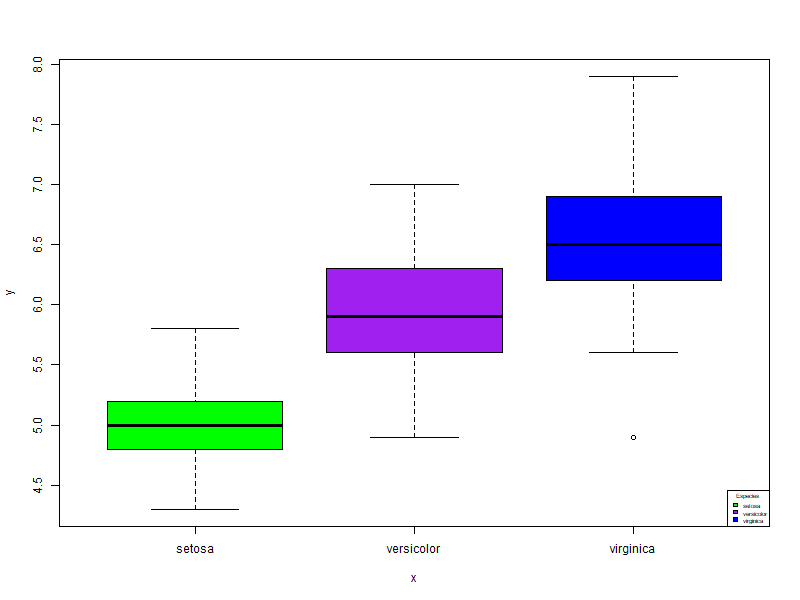 8.0
7.5
7.0
6.5
6.0
5.5
5.0
4.5
y
setosa
versicolor
virginica
x
Especies
setosa
versicolor
virginica